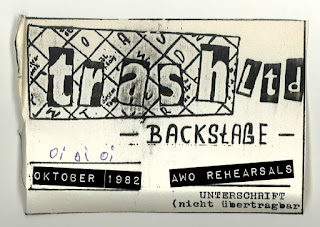 trash Ltd
— BACKSTAGE —
oi oi oi
OKTOBER 1982
AWO REHEARSALS
UNTERSCHRIFT
(nicht übertragbar